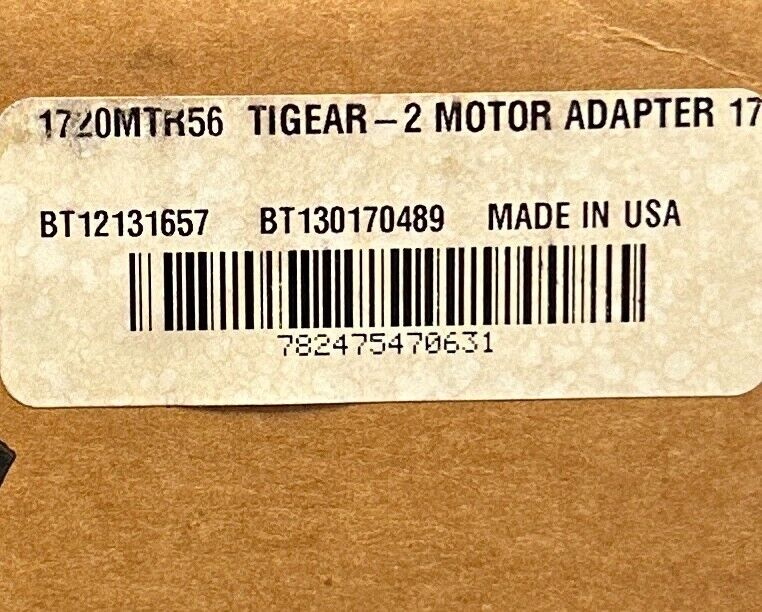 1720MTR56 TIGEAR-2 MOTOR ADAPTER 17
BT12131657 BT130170489 MADE IN USA
782475470631